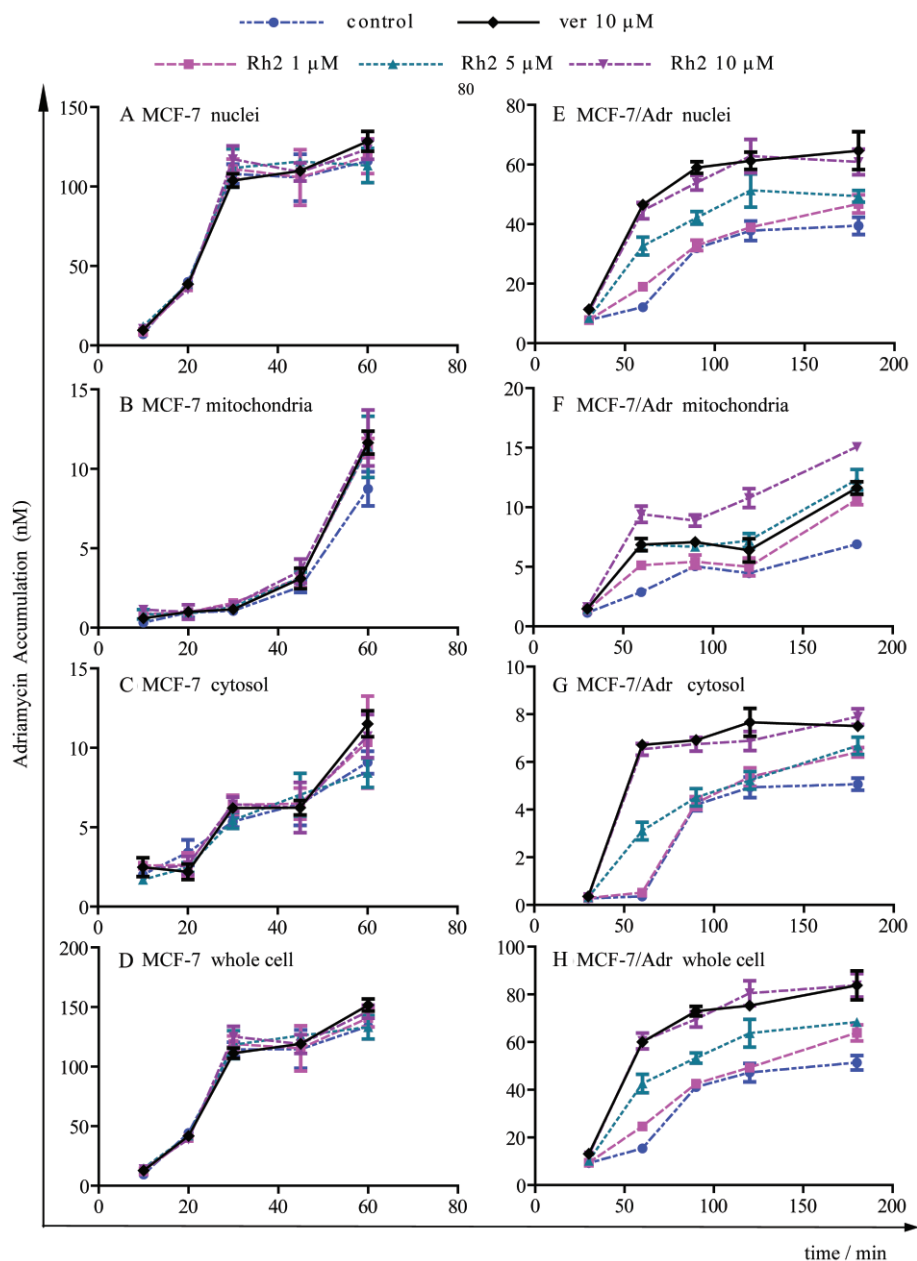 control ver 10 μM
Rh2 1 μM Rh2 5 μM Rh2 10 μM
80
A MCF-7 nuclei
150
100
50
0
0 20 40 60 80
E MCF-7/Adr nuclei
60
40
20
0
0 50 100 150 200
B MCF-7 mitochondria
15
10
5
0
0 20 40 60 80
F MCF-7/Adr mitochondria
20
15
10
5
0
0 50 100 150 200
C MCF-7 cytosol
15
10
5
0
0 20 40 60 80
G MCF-7/Adr cytosol
8
6
4
2
0
0 50 100 150 200
D MCF-7 whole cell
200
150
100
50
0
0 20 40 60 80
H MCF-7/Adr whole cell
100
80
60
40
20
0
0 50 100 150 200
Adriamycin Accumulation (nM)
time / min